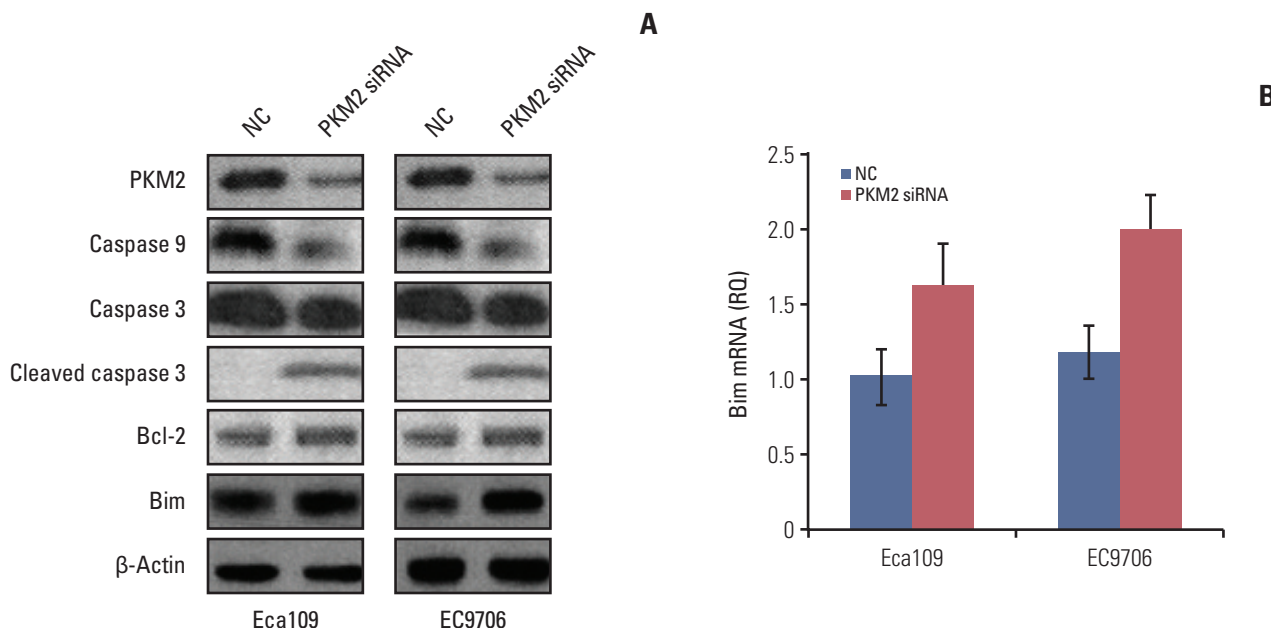 A
NC PKM2 siRNA NC PKM2 siRNA
PKM2
Caspase 9
Caspase 3
Cleaved caspase 3
Bcl-2
Bim
β-Actin
Eca109 EC9706
B
2.5
2.0
1.5
1.0
0.5
0
Bim mRNA (RQ)
NC
PKM2 siRNA
Eca109 EC9706